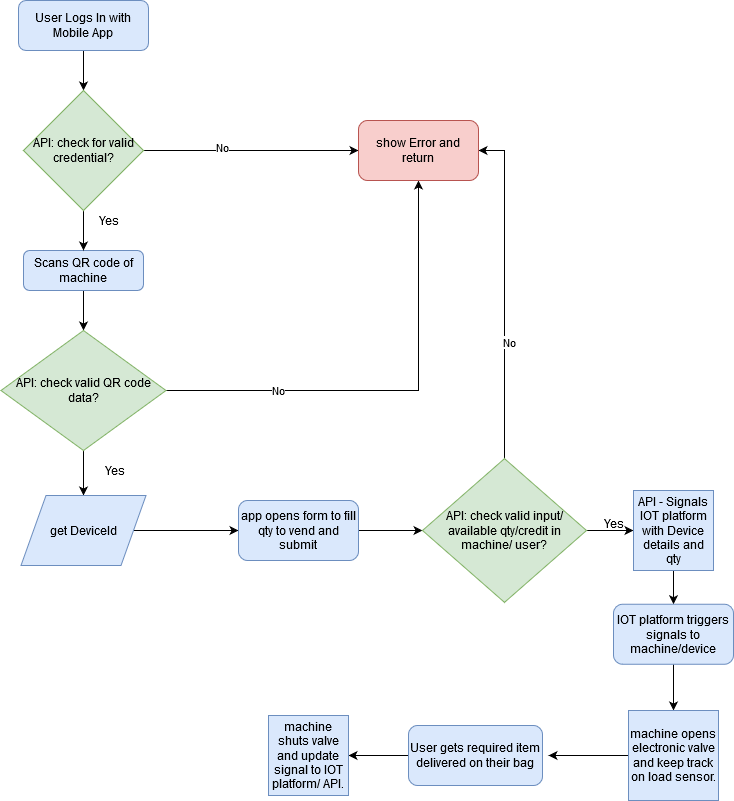 User Logs In with
Mobile App
API: check for valid
credential?
No
show Error and
return
Yes
Scans QR code of
machine
No
API: check valid QR code
data?
No
Yes
get DeviceId
app opens form to fill
qty to vend and
submit
API: check valid input/
available qty/credit in
machine/ user?
Yes
API - Signals
IOT platform
with Device
details and
qty
IOT platform triggers
signals to
machine/device
machine opens
electronic valve
and keep track
on load sensor.
User gets required item
delivered on their bag
machine
shuts valve
and update
signal to IOT
platform/ API.